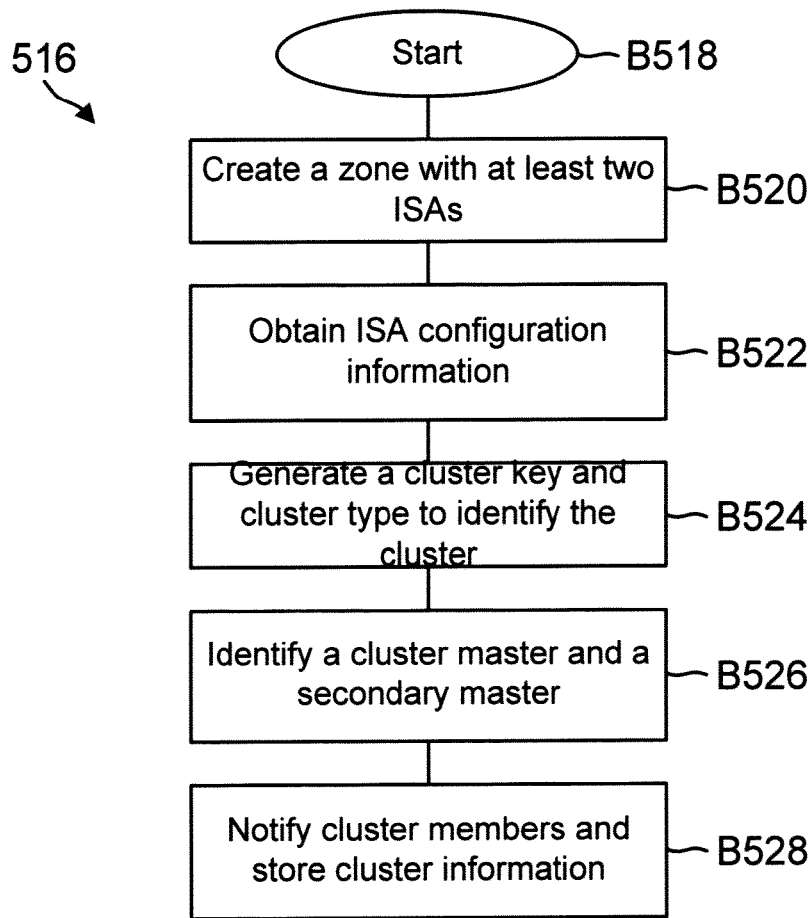 516
Start
B518
Create a zone with at least two
ISAs
B520
Obtain ISA configuration
information
B522
Generate a cluster key and
cluster type to identify the
cluster
B524
Identify a cluster master and a
secondary master
B526
Notify cluster members and
store cluster information
B528